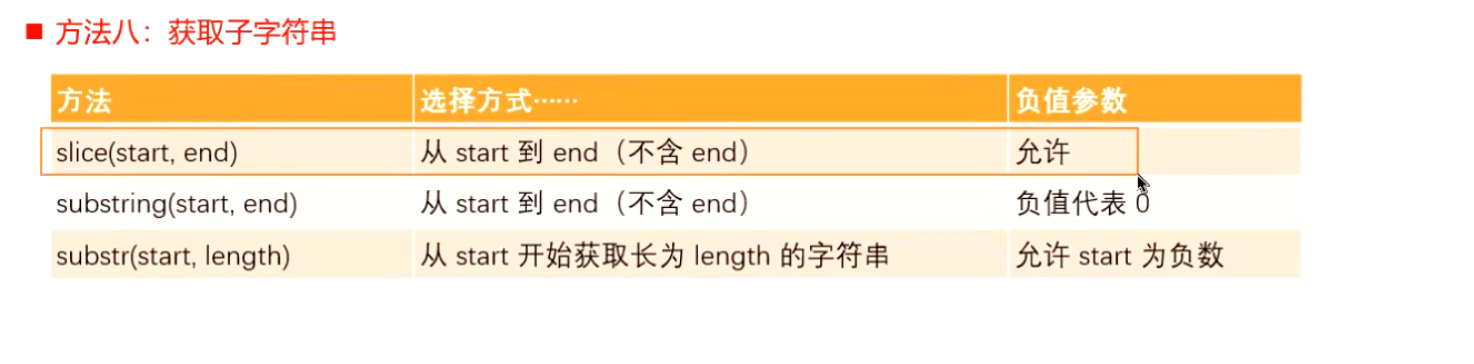 方法八：获取子字符串
方法 选择方式…… 负值参数
slice(start, end) 从 start 到 end（不含 end） 允许
substring(start, end) 从 start 到 end（不含 end） 负值代表 0
substr(start, length) 从 start 开始获取长为 length 的字符串 允许 start 为负数